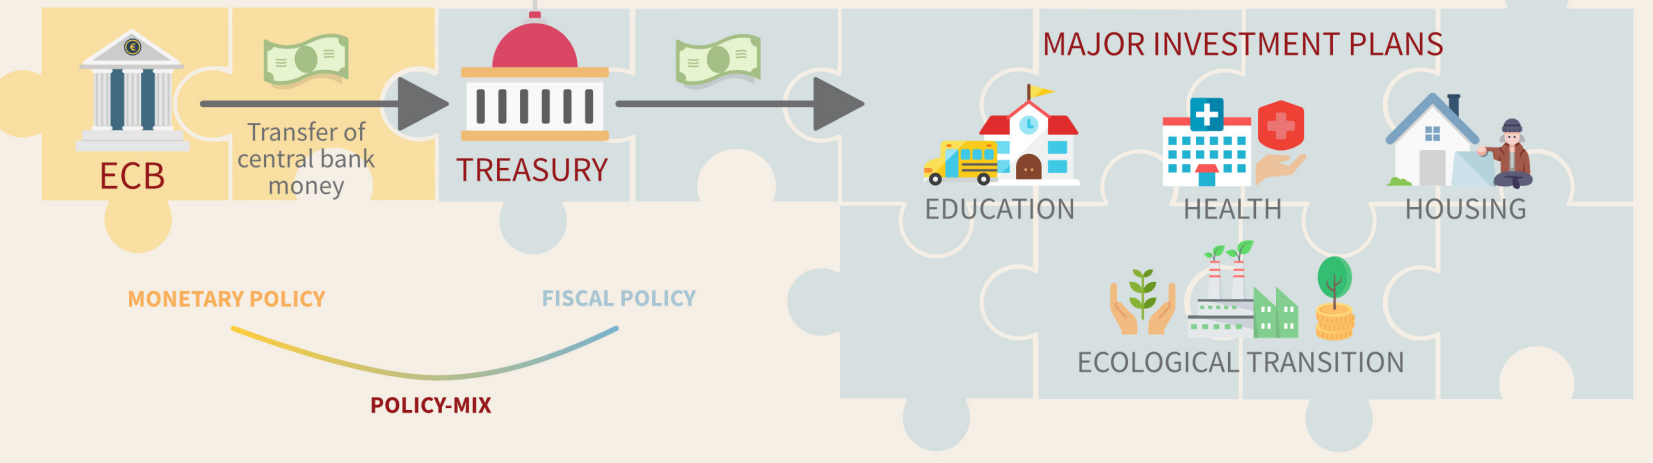 MAJOR INVESTMENT PLANS
€
Transfer of
central bank
money
ECB
TREASURY
EDUCATION
HEALTH
HOUSING
MONETARY POLICY
FISCAL POLICY
ECOLOGICAL TRANSITION
POLICY-MIX